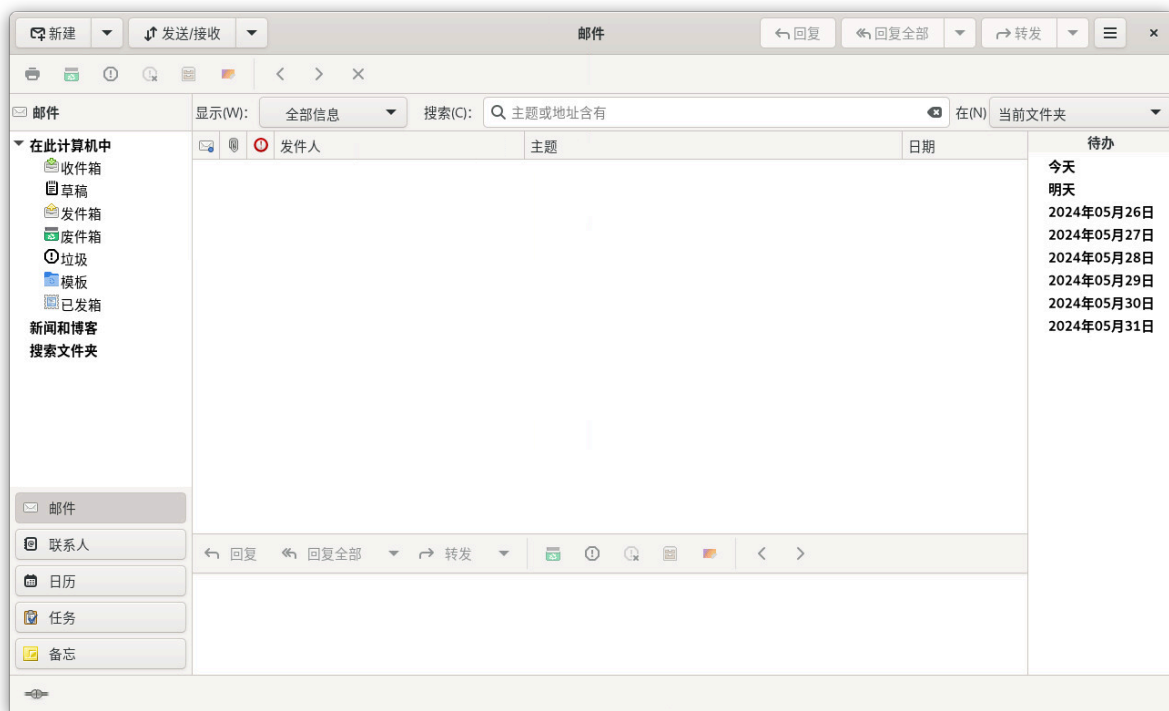 新建 发送/接收 邮件 回复 回复全部 转发
邮件 显示(W): 全部信息 搜索(C): 主题或地址含有 在(N) 当前文件夹
在此计算机中 发件人 主题 日期 待办
收件箱
草稿
发件箱
废件箱
垃圾
模板
已发箱
新闻和博客
搜索文件夹
今天
明天
2024年05月26日
2024年05月27日
2024年05月28日
2024年05月29日
2024年05月30日
2024年05月31日
邮件
联系人
日历
任务
备忘
回复 回复全部 转发